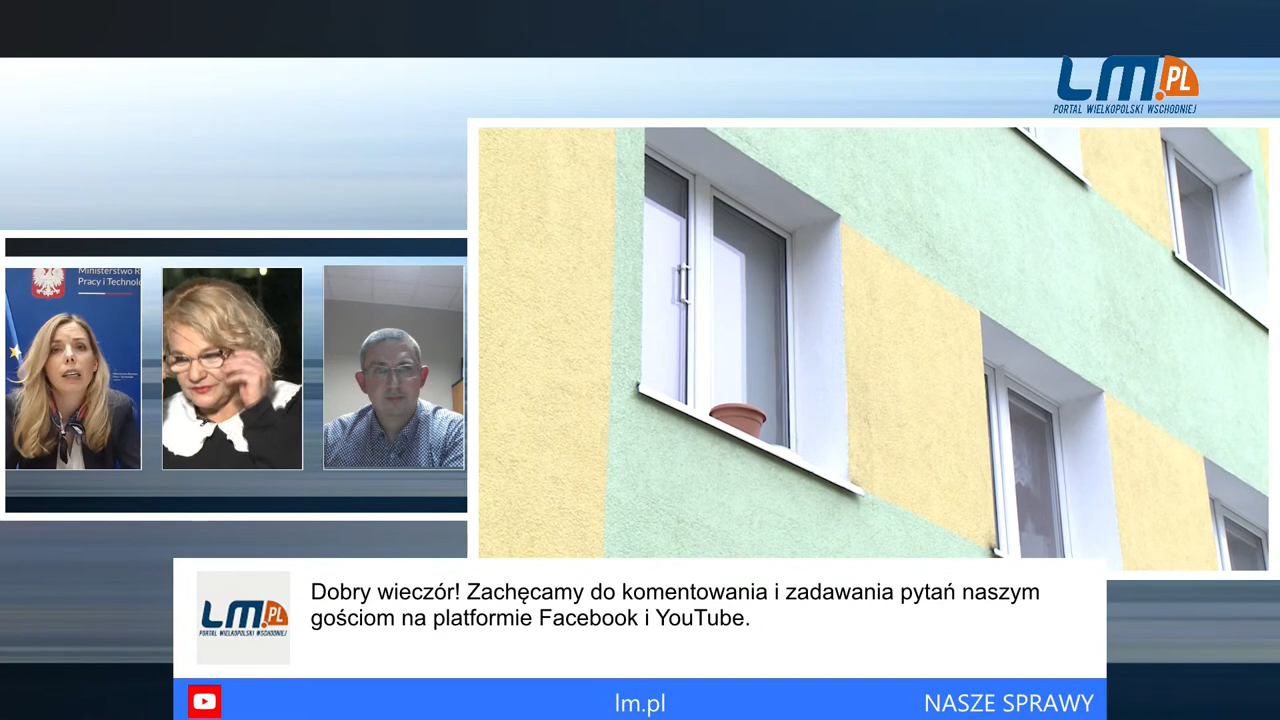 LM.PL
PORTAL WIELKOPOLSKI WSCHODNIEJ
Ministerstwo R
Pracy i Technolo
LM.PL
PORTAL WIELKOPOLSKI WSCHODNIEJ
Dobry wieczór! Zachęcamy do komentowania i zadawania pytań naszym
gościom na platformie Facebook i YouTube.
lm.pl
NASZE SPRAWY